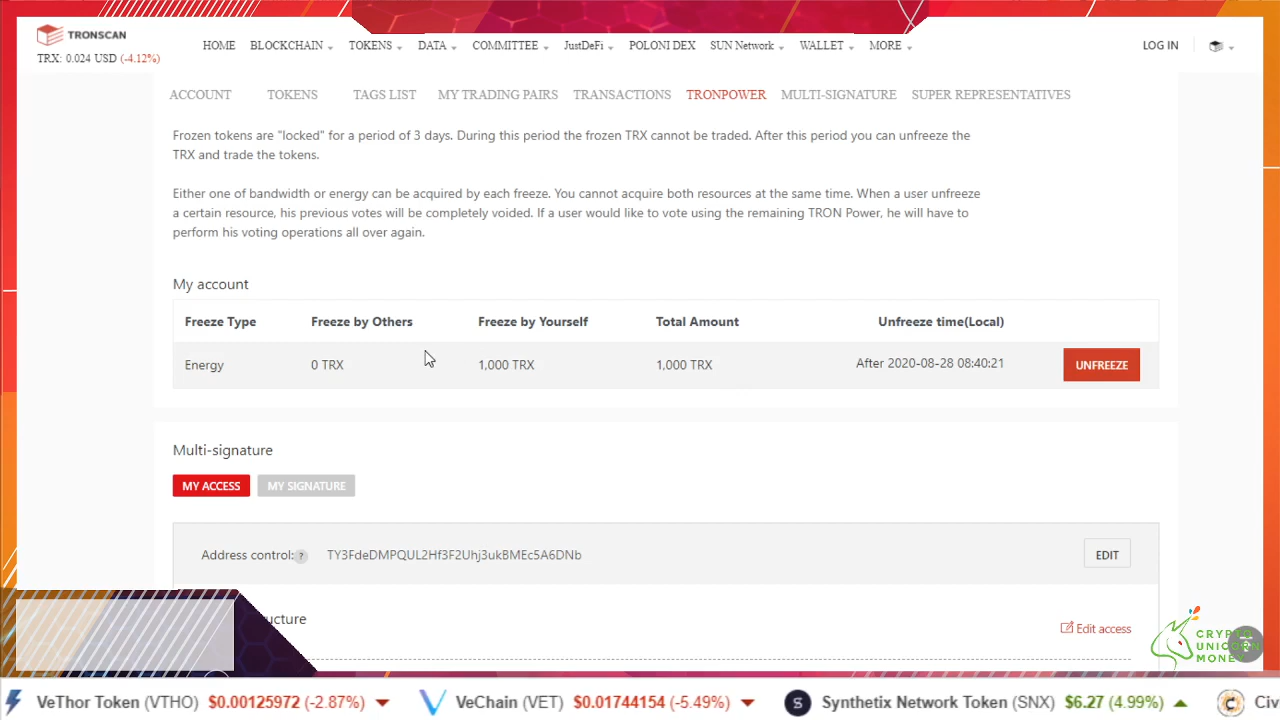 TRONSCAN
TRX: 0.024 USD (-4.12%)
HOME BLOCKCHAIN TOKENS DATA COMMITTEE JustDeFi POLONI DEX SUN Network WALLET MORE LOG IN
ACCOUNT TOKENS TAGS LIST MY TRADING PAIRS TRANSACTIONS TRONPOWER MULTI-SIGNATURE SUPER REPRESENTATIVES
Frozen tokens are "locked" for a period of 3 days. During this period the frozen TRX cannot be traded. After this period you can unfreeze the
TRX and trade the tokens.
Either one of bandwidth or energy can be acquired by each freeze. You cannot acquire both resources at the same time. When a user unfreeze
a certain resource, his previous votes will be completely voided. If a user would like to vote using the remaining TRON Power, he will have to
perform his voting operations all over again.
My account
Freeze Type Freeze by Others Freeze by Yourself Total Amount Unfreeze time(Local)
Energy 0 TRX 1,000 TRX 1,000 TRX After 2020-08-28 08:40:21 UNFREEZE
Multi-signature
MY ACCESS MY SIGNATURE
Address control: ? TY3FdeDMPQUL2Hf3F2Uhj3ukBMEc5A6DNb EDIT
ucture
Edit access
CRYPTO
UNICORN
MONEY
VeThor Token (VTHO) $0.00125972 (-2.87%) VeChain (VET) $0.01744154 (-5.49%) Synthetix Network Token (SNX) $6.27 (4.99%) Civ